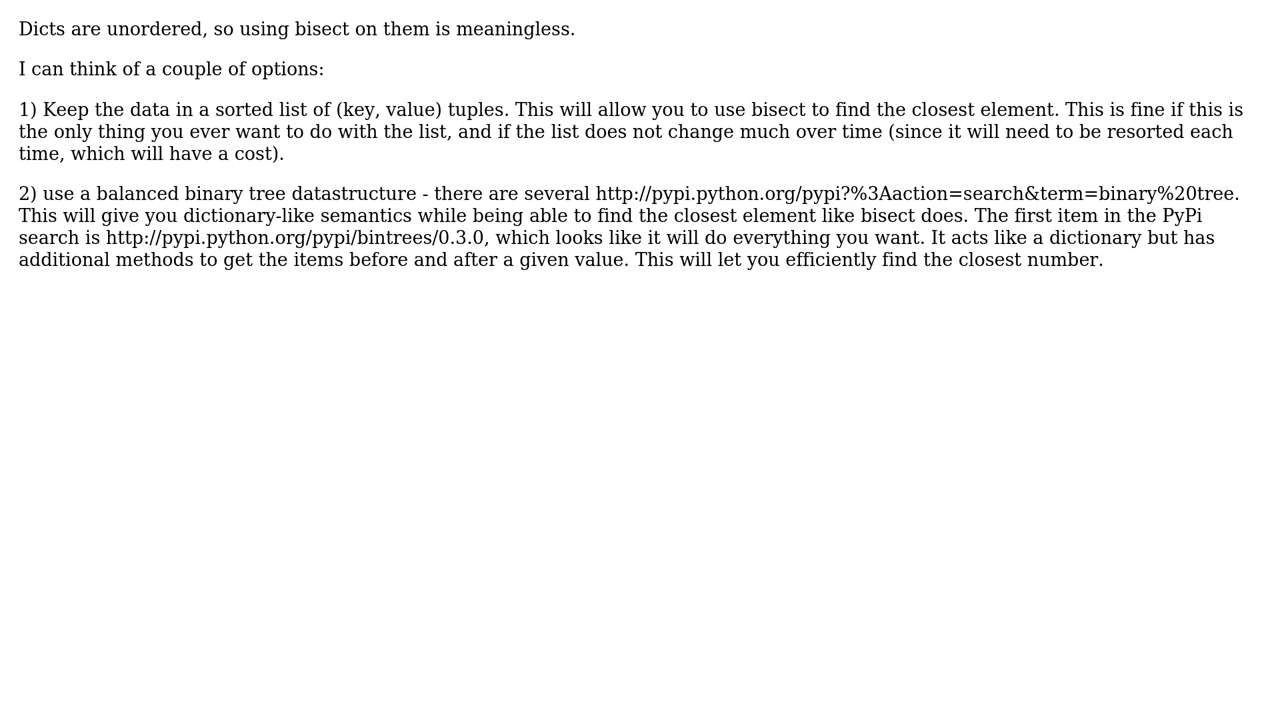 Dicts are unordered, so using bisect on them is meaningless.
I can think of a couple of options:
1) Keep the data in a sorted list of (key, value) tuples. This will allow you to use bisect to find the closest element. This is fine if this is
the only thing you ever want to do with the list, and if the list does not change much over time (since it will need to be resorted each
time, which will have a cost).
2) use a balanced binary tree datastructure - there are several http://pypi.python.org/pypi?%3Aaction=search&term=binary%20tree.
This will give you dictionary-like semantics while being able to find the closest element like bisect does. The first item in the PyPi
search is http://pypi.python.org/pypi/bintrees/0.3.0, which looks like it will do everything you want. It acts like a dictionary but has
additional methods to get the items before and after a given value. This will let you efficiently find the closest number.